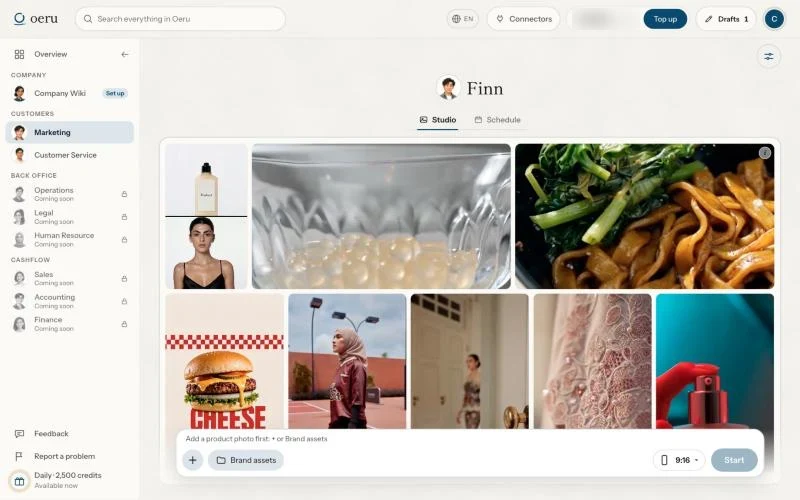 oeru
Search everything in Oeru
EN
Connectors
Top up
Drafts 1
C
Overview
COMPANY
Company Wiki
Set up
CUSTOMERS
Marketing
Customer Service
BACK OFFICE
Operations
Coming soon
Legal
Coming soon
Human Resource
Coming soon
CASHFLOW
Sales
Coming soon
Accounting
Coming soon
Finance
Coming soon
Feedback
Report a problem
Daily · 2,500 credits
Available now
Finn
Studio
Schedule
i
CHEESE
Add a product photo first: + or Brand assets
Brand assets
9:16
Start